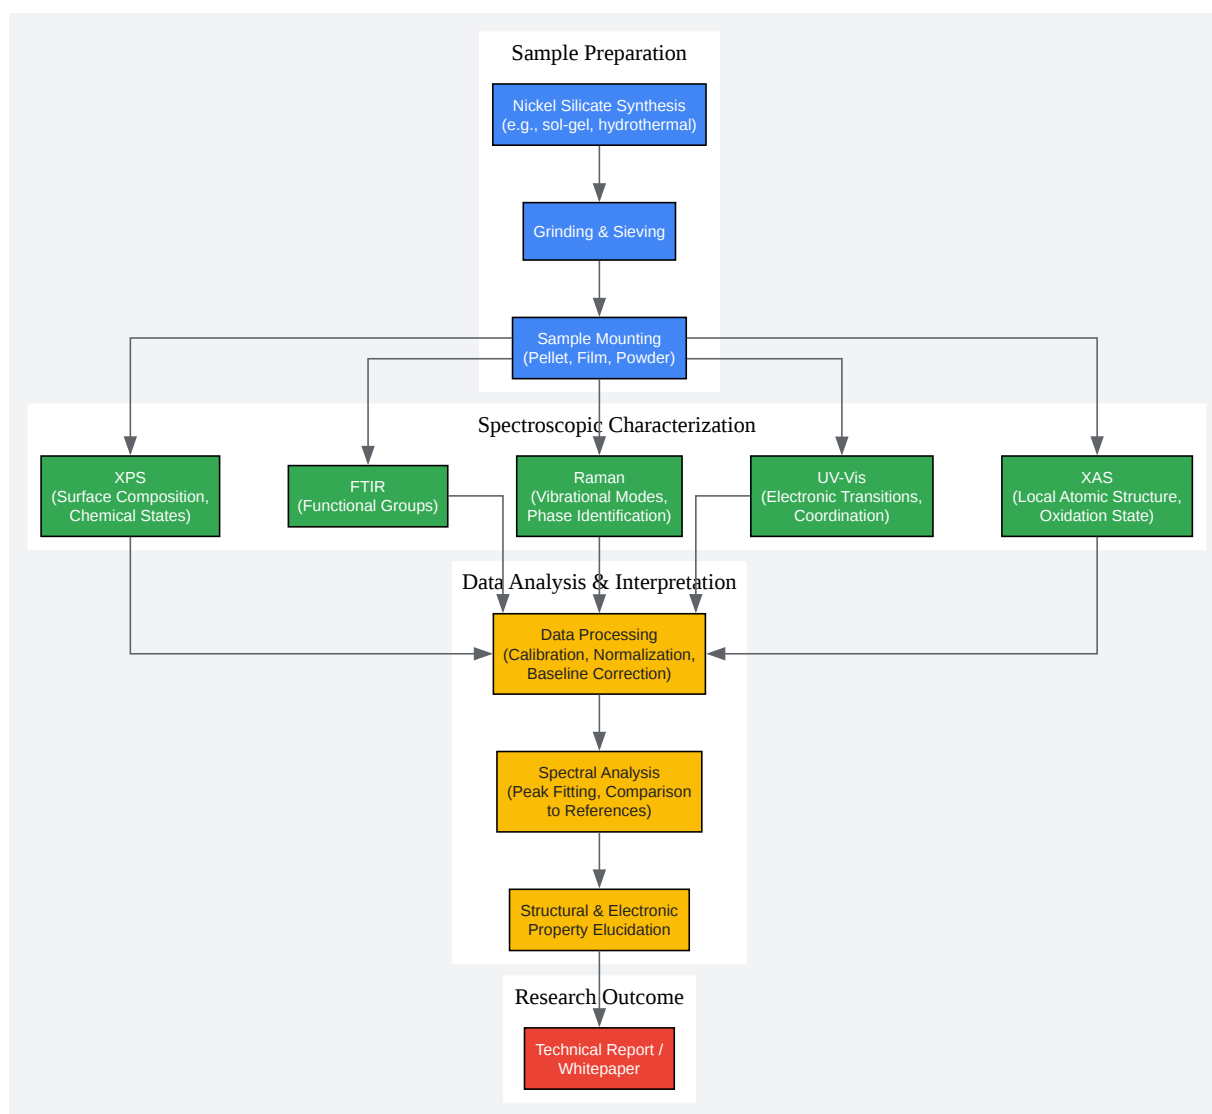 Sample Preparation
Nickel Silicate Synthesis
(e.g., sol-gel, hydrothermal)
Grinding & Sieving
Sample Mounting
(Pellet, Film, Powder)
Spectroscopic Characterization
XPS
(Surface Composition,
Chemical States)
FTIR
(Functional Groups)
Raman
(Vibrational Modes,
Phase Identification)
UV-Vis
(Electronic Transitions,
Coordination)
XAS
(Local Atomic Structure,
Oxidation State)
Data Analysis & Interpretation
Data Processing
(Calibration, Normalization,
Baseline Correction)
Spectral Analysis
(Peak Fitting, Comparison
to References)
Structural & Electronic
Property Elucidation
Research Outcome
Technical Report /
Whitepaper